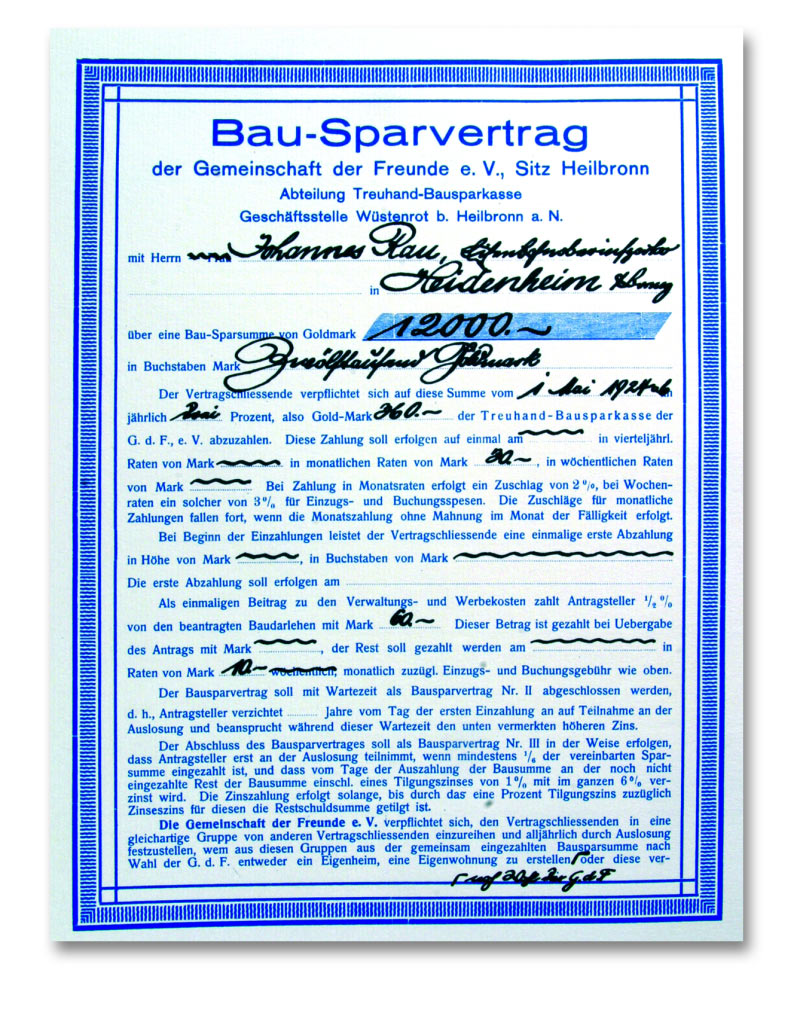 Bau-Sparvertrag
der Gemeinschaft der Freunde e. V., Sitz Heilbronn
Abteilung Treuhand-Bausparkasse
Geschäftsstelle Wüstenrot b. Heilbronn a. N.
mit Herrn Johannes Rau, Eisenbahnoberinspektor
in Heidenheim
über eine Bau-Sparsumme von Goldmark 12000.-
in Buchstaben Mark Zwölftausend Goldmark
Der Vertragschliessende verpflichtet sich auf diese Summe vom 1 Mai 1924 ab
jährlich Prozent, also Gold-Mark 360.- der Treuhand-Bausparkasse der
G. d. F., e. V. abzuzahlen. Diese Zahlung soll erfolgen auf einmal am in vierteljährl.
Raten von Mark in monatlichen Raten von Mark 30.-, in wöchentlichen Raten
von Mark Bei Zahlung in Monatsraten erfolgt ein Zuschlag von 2%, bei Wochen-
raten ein solcher von 3% für Einzugs- und Buchungsspesen. Die Zuschläge für monatliche
Zahlungen fallen fort, wenn die Monatszahlung ohne Mahnung im Monat der Fälligkeit erfolgt.
Bei Beginn der Einzahlungen leistet der Vertragschliessende eine einmalige erste Abzahlung
in Höhe von Mark , in Buchstaben von Mark
Die erste Abzahlung soll erfolgen am
Als einmaligen Beitrag zu den Verwaltungs- und Werbekosten zahlt Antragsteller ½%
von den beantragten Baudarlehen mit Mark 60.- Dieser Betrag ist gezahlt bei Uebergabe
des Antrags mit Mark , der Rest soll gezahlt werden am in
Raten von Mark 10.- wöchentlich, monatlich zuzügl. Einzugs- und Buchungsgebühr wie oben.
Der Bausparvertrag soll mit Wartezeit als Bausparvertrag Nr. II abgeschlossen werden,
d. h., Antragsteller verzichtet Jahre vom Tag der ersten Einzahlung an auf Teilnahme an der
Auslosung und beansprucht während dieser Wartezeit den unten vermerkten höheren Zins.
Der Abschluss des Bausparvertrages soll als Bausparvertrag Nr. III in der Weise erfolgen,
dass Antragsteller erst an der Auslosung teilnimmt, wenn mindestens der vereinbarten Spar-
summe eingezahlt ist, und dass vom Tage der Auszahlung der Bausumme an der noch nicht
eingezahlte Rest der Bausumme einschl. eines Tilgungszinses von 1% mit im ganzen 6% ver-
zinst wird. Die Zinszahlung erfolgt solange, bis durch das eine Prozent Tilgungszins zuzüglich
Zinseszins für diesen die Restschuldsumme getilgt ist.
Die Gemeinschaft der Freunde e. V. verpflichtet sich, den Vertragschliessenden in eine
gleichartige Gruppe von anderen Vertragschliessenden einzureihen und alljährlich durch Auslosung
festzustellen, wem aus diesen Gruppen aus der gemeinsam eingezahlten Bausparsumme nach
Wahl der G. d. F. entweder ein Eigenheim, eine Eigenwohnung zu erstellen oder diese ver-
nach Wahl der G. d. F.